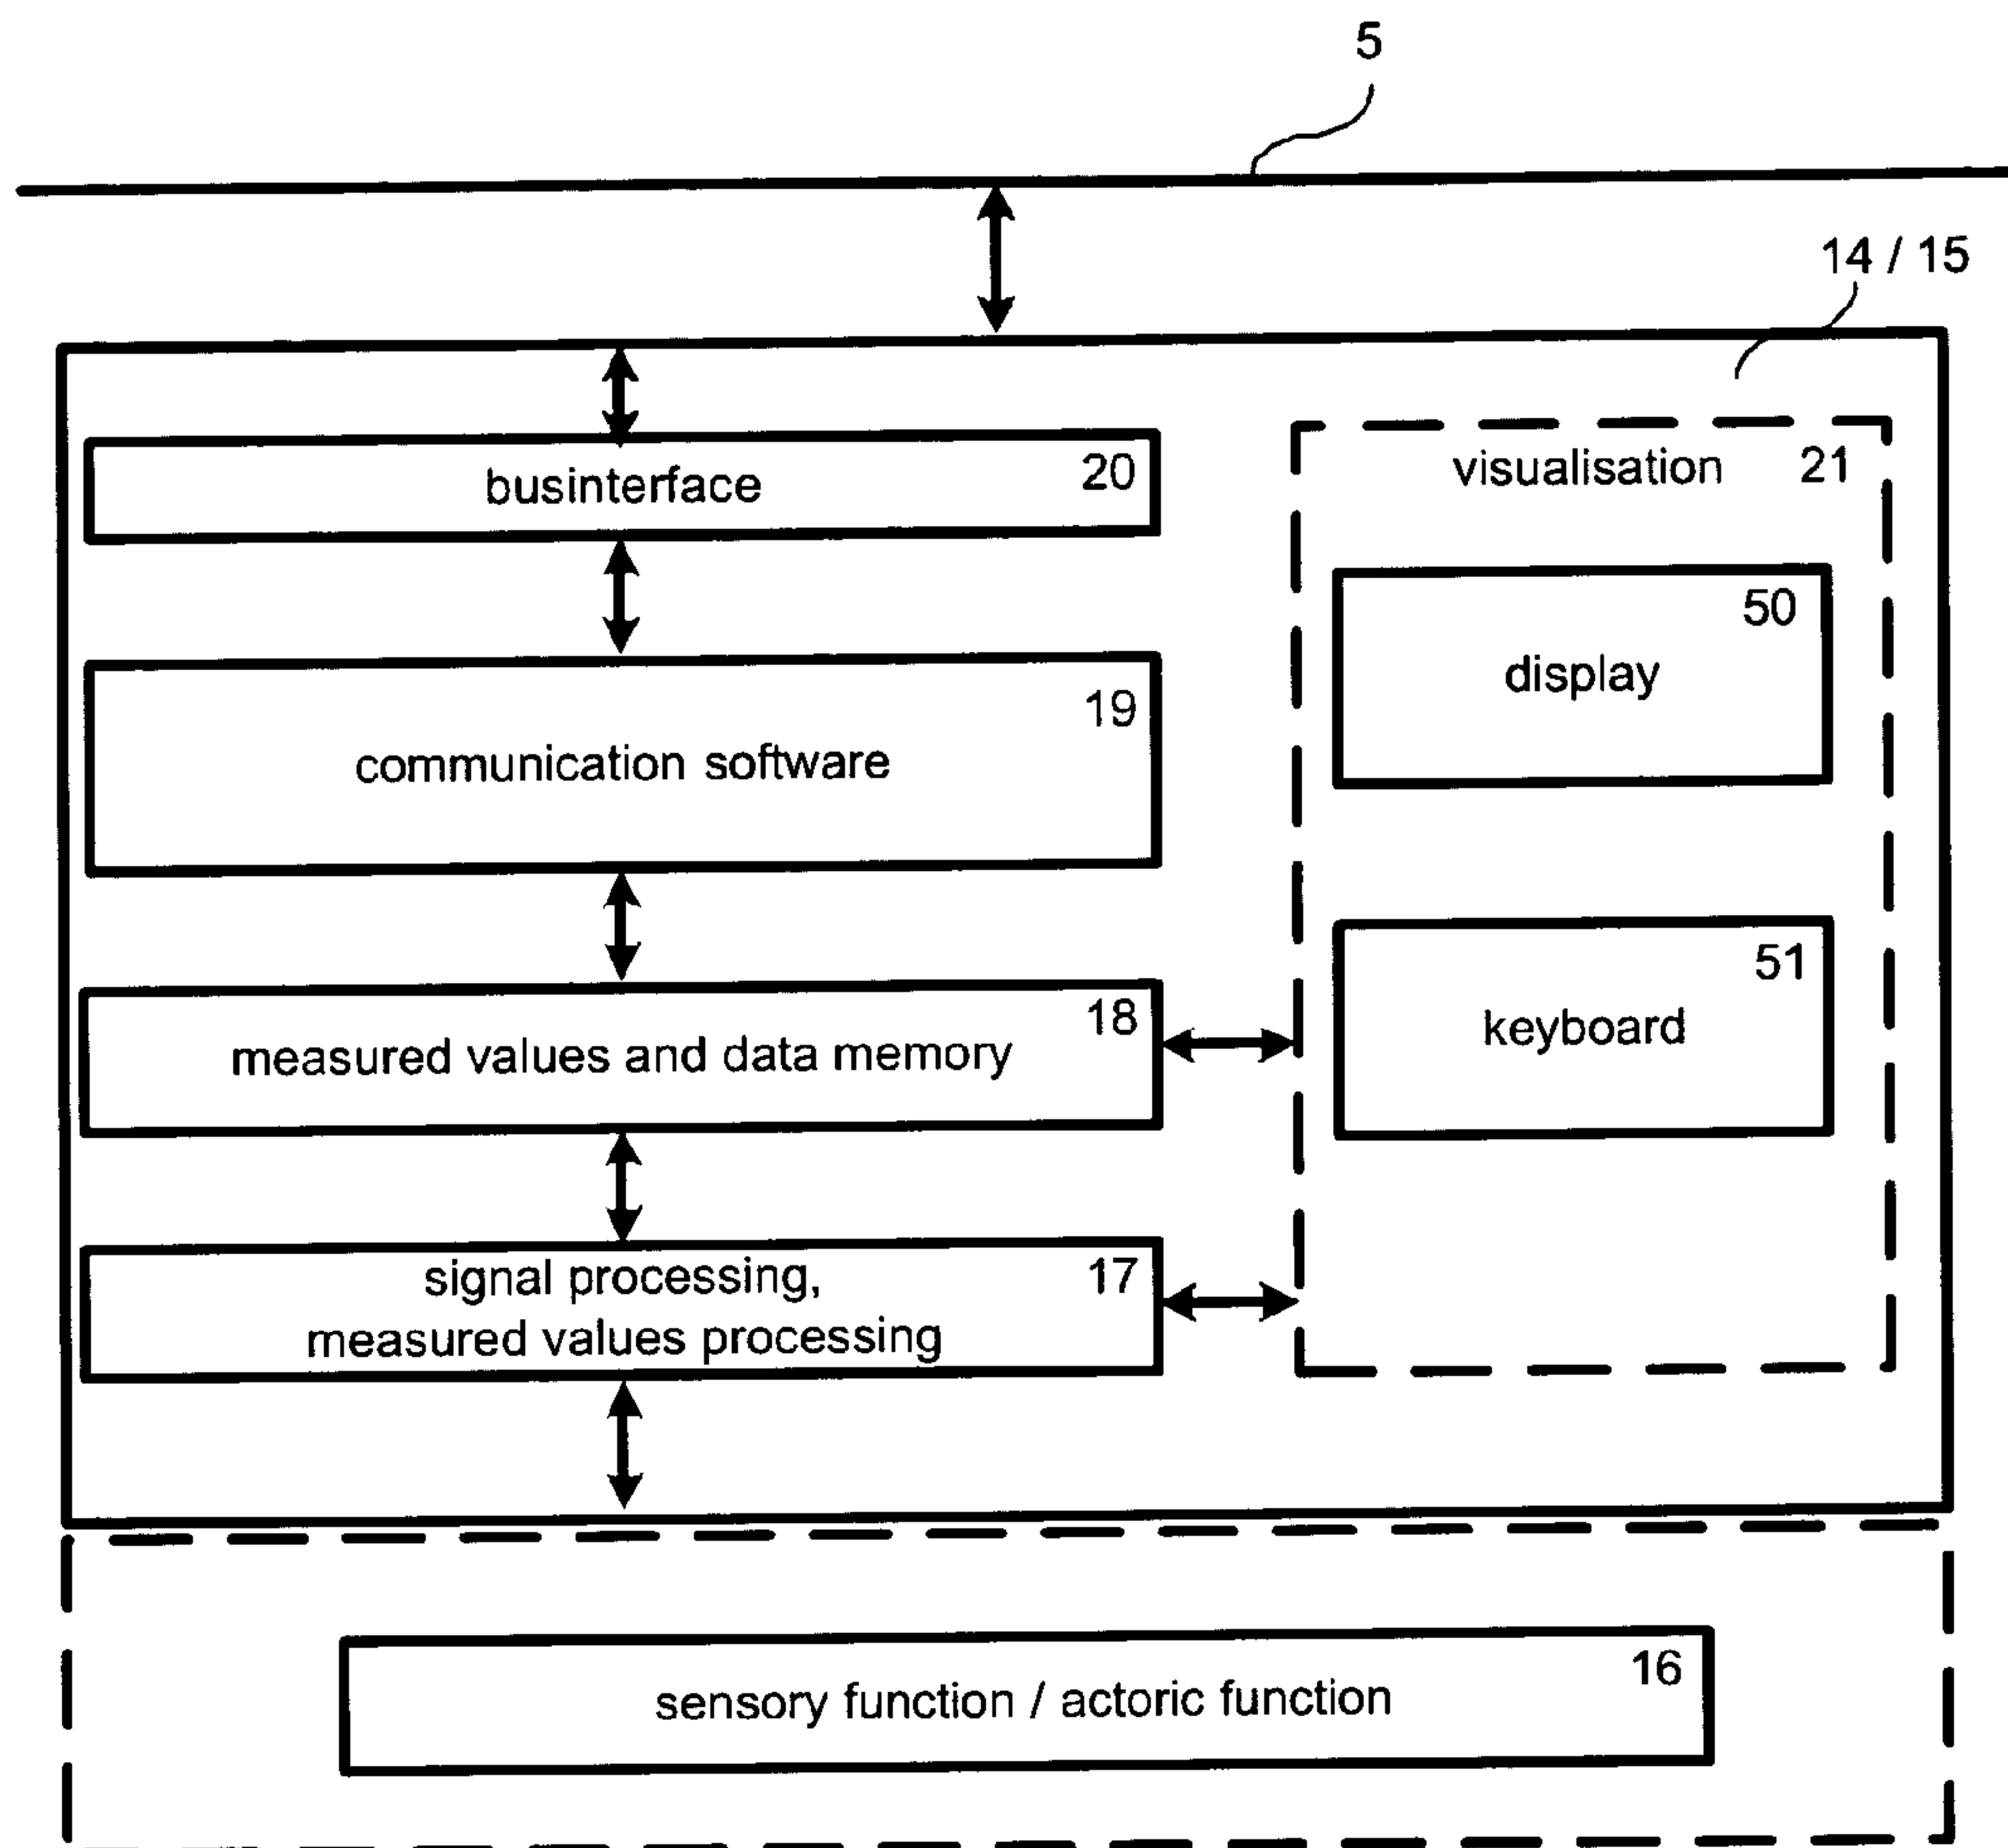 5
14 / 15
businterface 20
visualisation 21
50
display
19
communication software
51
keyboard
18
measured values and data memory
signal processing, 17
measured values processing
16
sensory function / actoric function